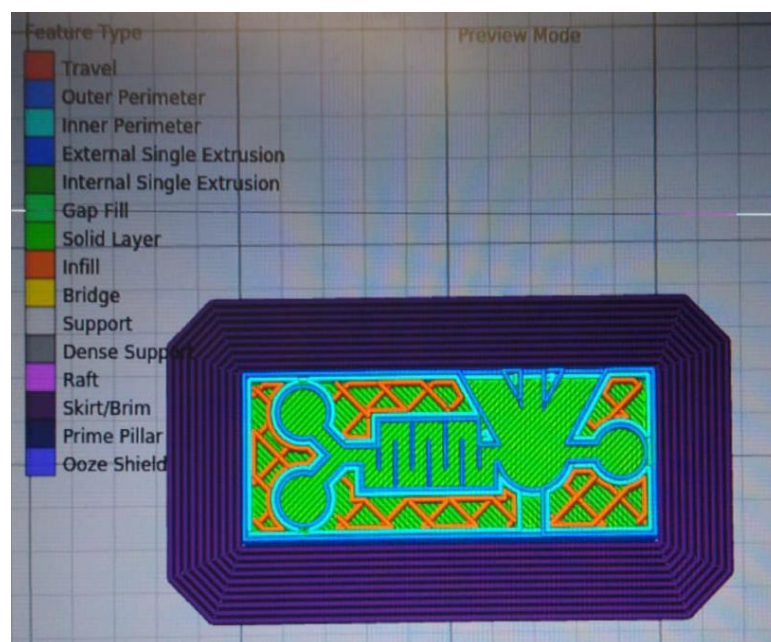 Feature Type
Preview Mode
Travel
Outer Perimeter
Inner Perimeter
External Single Extrusion
Internal Single Extrusion
Gap Fill
Solid Layer
Infill
Bridge
Support
Dense Support
Raft
Skirt/Brim
Prime Pillar
Ooze Shield